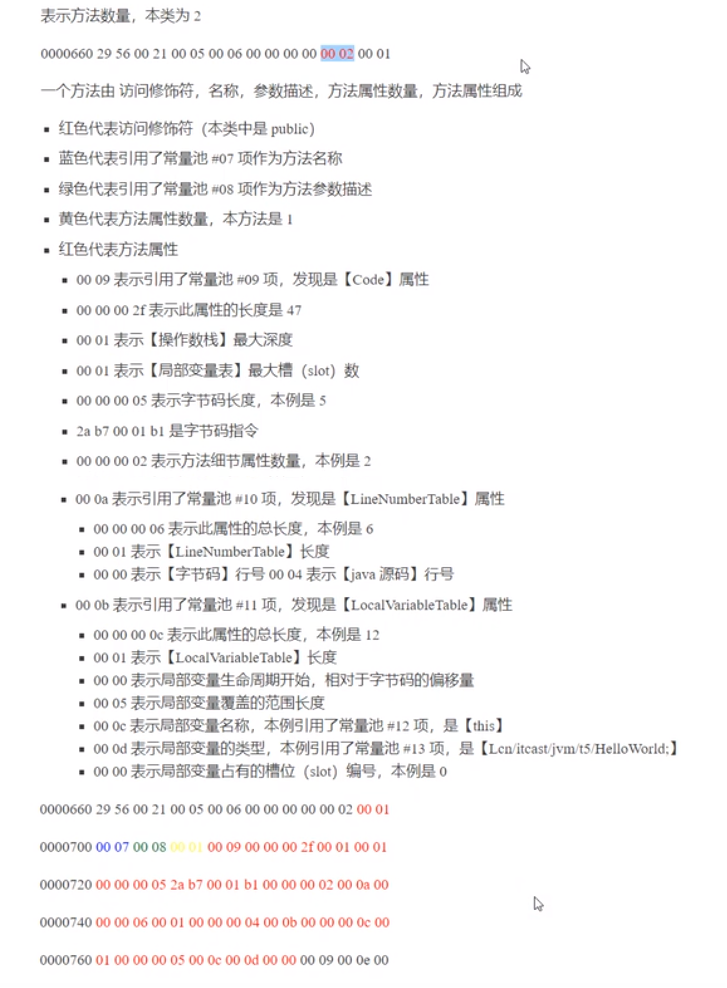 表示方法数量，本类为 2
0000660 29 56 00 21 00 05 00 06 00 00 00 00 00 02 00 01
一个方法由 访问修饰符，名称，参数描述，方法属性数量，方法属性组成
▪ 红色代表访问修饰符（本类中是 public）
▪ 蓝色代表引用了常量池 #07 项作为方法名称
▪ 绿色代表引用了常量池 #08 项作为方法参数描述
▪ 黄色代表方法属性数量，本方法是 1
▪ 红色代表方法属性
▪ 00 09 表示引用了常量池 #09 项，发现是【Code】属性
▪ 00 00 00 2f 表示此属性的长度是 47
▪ 00 01 表示【操作数栈】最大深度
▪ 00 01 表示【局部变量表】最大槽（slot）数
▪ 00 00 00 05 表示字节码长度，本例是 5
▪ 2a b7 00 01 b1 是字节码指令
▪ 00 00 00 02 表示方法细节属性数量，本例是 2
▪ 00 0a 表示引用了常量池 #10 项，发现是【LineNumberTable】属性
▪ 00 00 00 06 表示此属性的总长度，本例是 6
▪ 00 01 表示【LineNumberTable】长度
▪ 00 00 表示【字节码】行号 00 04 表示【java 源码】行号
▪ 00 0b 表示引用了常量池 #11 项，发现是【LocalVariableTable】属性
▪ 00 00 00 0c 表示此属性的总长度，本例是 12
▪ 00 01 表示【LocalVariableTable】长度
▪ 00 00 表示局部变量生命周期开始，相对于字节码的偏移量
▪ 00 05 表示局部变量覆盖的范围长度
▪ 00 0c 表示局部变量名称，本例引用了常量池 #12 项，是【this】
▪ 00 0d 表示局部变量的类型，本例引用了常量池 #13 项，是【Lcn/itcast/jvm/t5/HelloWorld;】
▪ 00 00 表示局部变量占有的槽位（slot）编号，本例是 0
0000660 29 56 00 21 00 05 00 06 00 00 00 00 00 02 00 01
0000700 00 07 00 08 00 01 00 09 00 00 00 2f 00 01 00 01
0000720 00 00 00 05 2a b7 00 01 b1 00 00 00 02 00 0a 00
0000740 00 00 06 00 01 00 00 00 04 00 0b 00 00 00 0c 00
0000760 01 00 00 00 05 00 0c 00 0d 00 00 00 09 00 0e 00